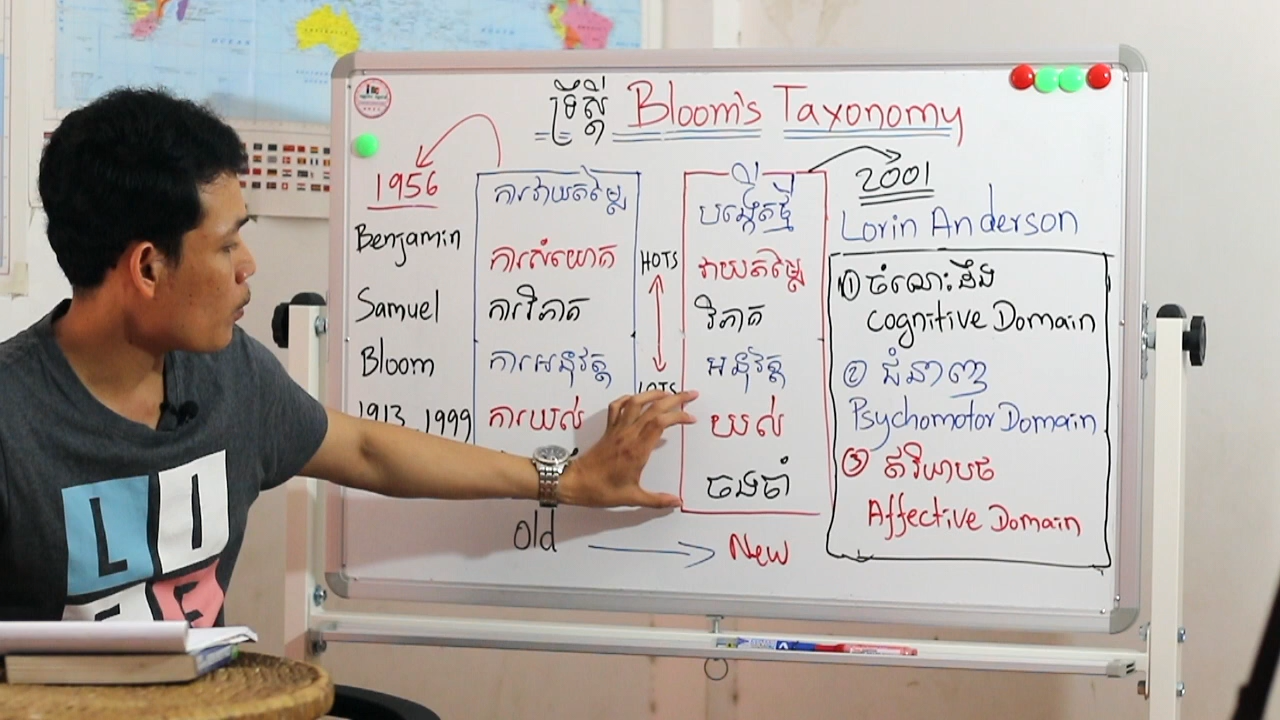 ទ្រឹស្តី Bloom's Taxonomy
1956
Benjamin
Samuel
Bloom
1913 1999
ការវាយតម្លៃ
ការសំយោគ
ការវិភាគ
ការអនុវត្ត
ការយល់
Old
HOTS
LOTS
បង្កើតថ្មី
វាយតម្លៃ
វិភាគ
អនុវត្ត
យល់
ចងចាំ
New
2001
Lorin Anderson
① ចំណេះដឹង
Cognitive Domain
② ជំនាញ
Psychomotor Domain
③ ឥរិយាបថ
Affective Domain
LI